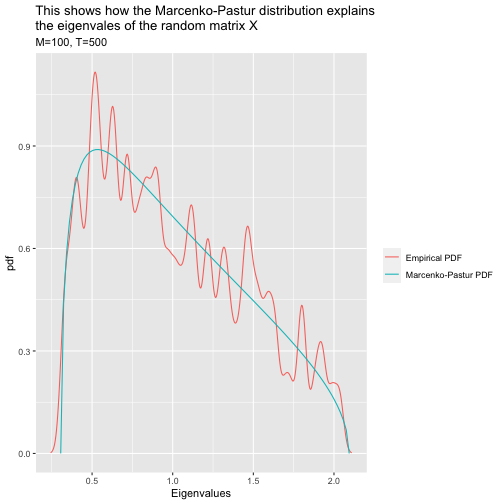 This shows how the Marcenko-Pastur distribution explains
the eigenvales of the random matrix X
M=100, T=500
0.9
0.6
0.3
0.0
pdf
0.5
1.0
1.5
2.0
Eigenvalues
Empirical PDF
Marcenko-Pastur PDF